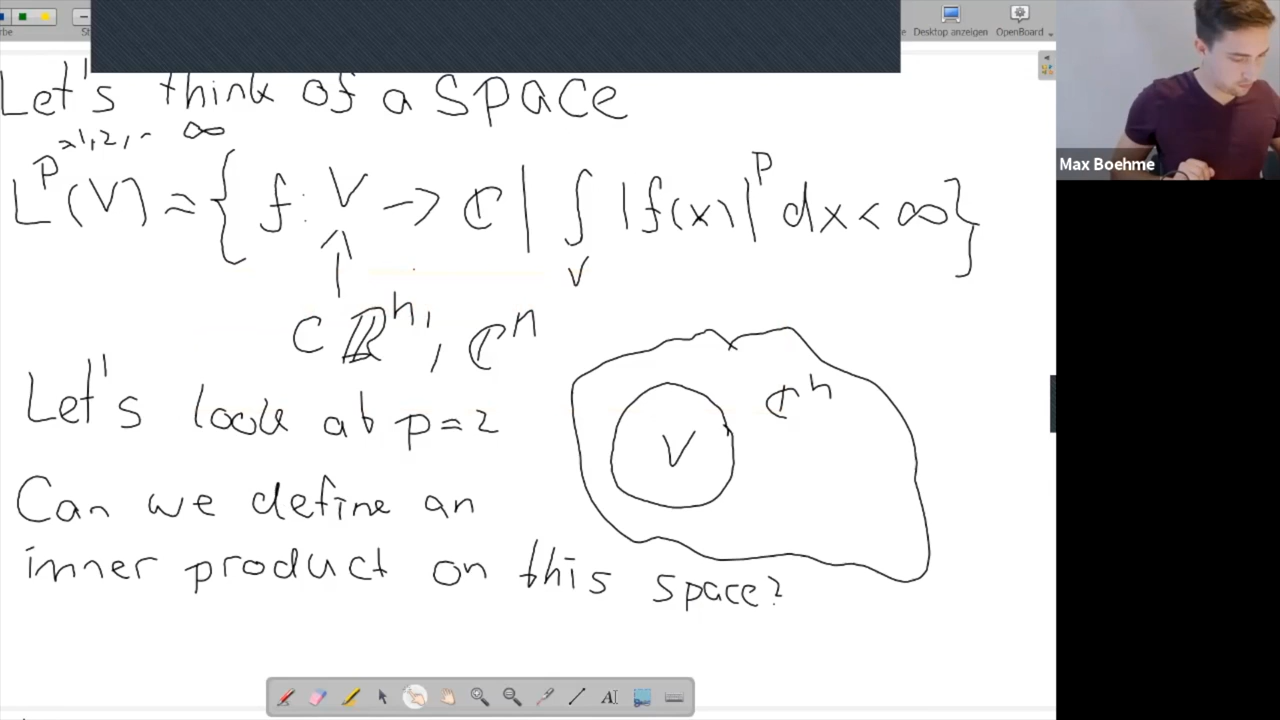 Desktop anzeigen OpenBoard
Max Boehme
Let's think of a space
=1,2,.. ∞
L^p(V) = { f: V → ℂ | ∫_V |f(x)|^p dx < ∞ }
⊂ ℝ^n, ℂ^n
Let's look at p=2
V ℂ^n
Can we define an
inner product on this space?